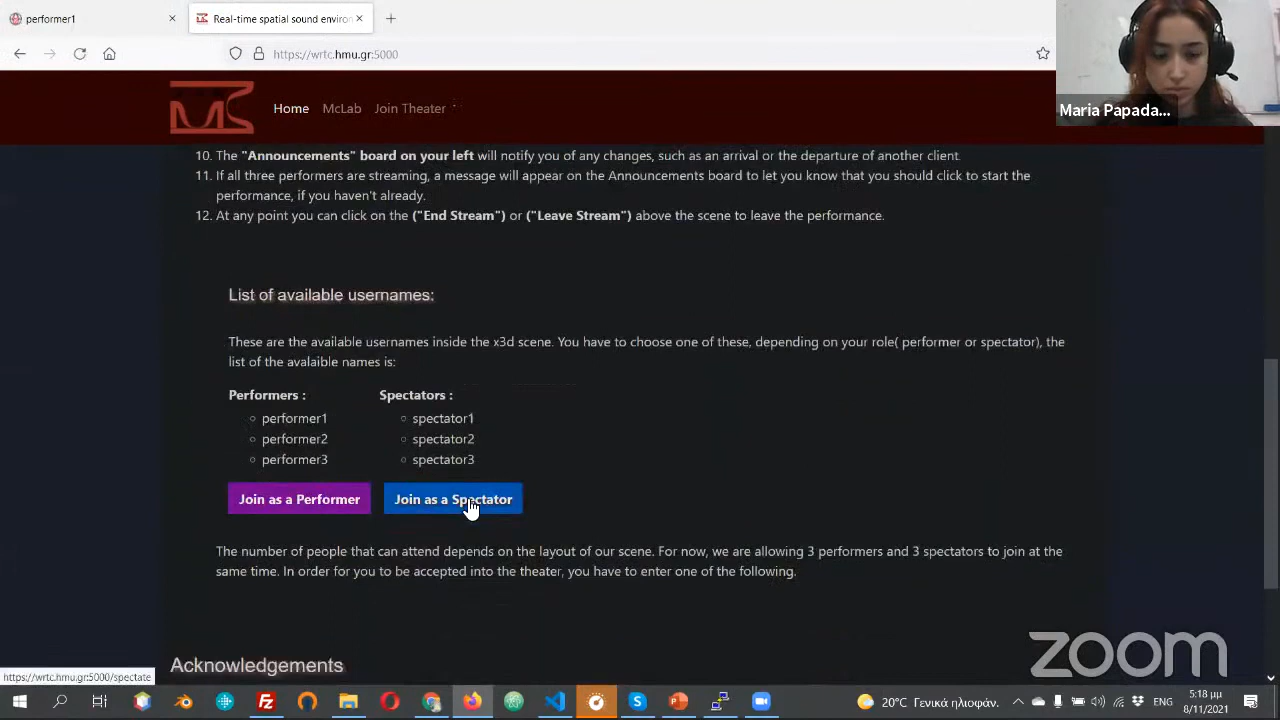 performer1
Real-time spatial sound environ
https://wrtc.hmu.gr:5000
Maria Papada...
Home McLab Join Theater
10. The "Announcements" board on your left will notify you of any changes, such as an arrival or the departure of another client.
11. If all three performers are streaming, a message will appear on the Announcements board to let you know that you should click to start the
performance, if you haven't already.
12. At any point you can click on the ("End Stream") or ("Leave Stream") above the scene to leave the performance.
List of available usernames:
These are the available usernames inside the x3d scene. You have to choose one of these, depending on your role( performer or spectator), the
list of the avalaible names is:
Performers : Spectators :
performer1 spectator1
performer2 spectator2
performer3 spectator3
Join as a Performer Join as a Spectator
The number of people that can attend depends on the layout of our scene. For now, we are allowing 3 performers and 3 spectators to join at the
same time. In order for you to be accepted into the theater, you have to enter one of the following.
zoom
Acknowledgements
https://wrtc.hmu.gr:5000/spectate
20°C Γενικά ηλιοφάν. ENG 5:18 μμ
8/11/2021